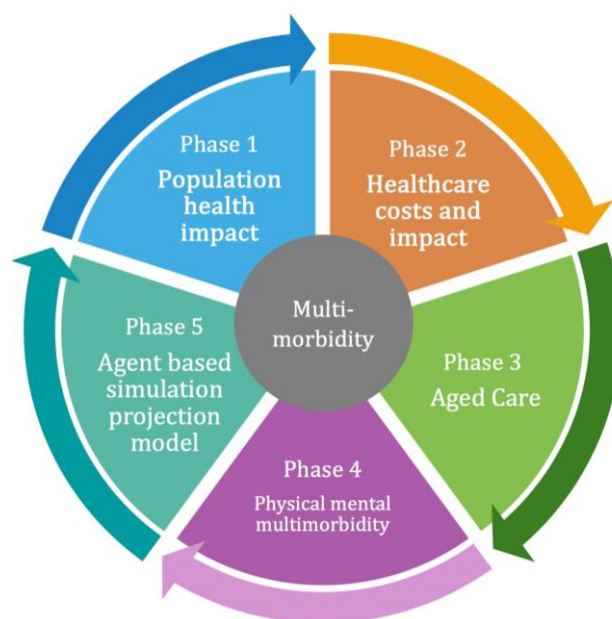 Phase 1
Population
health
impact
Phase 2
Healthcare
costs and
impact
Phase 3
Aged Care
Phase 4
Physical mental
multimorbidity
Phase 5
Agent based
simulation
projection
model
Multi-
morbidity